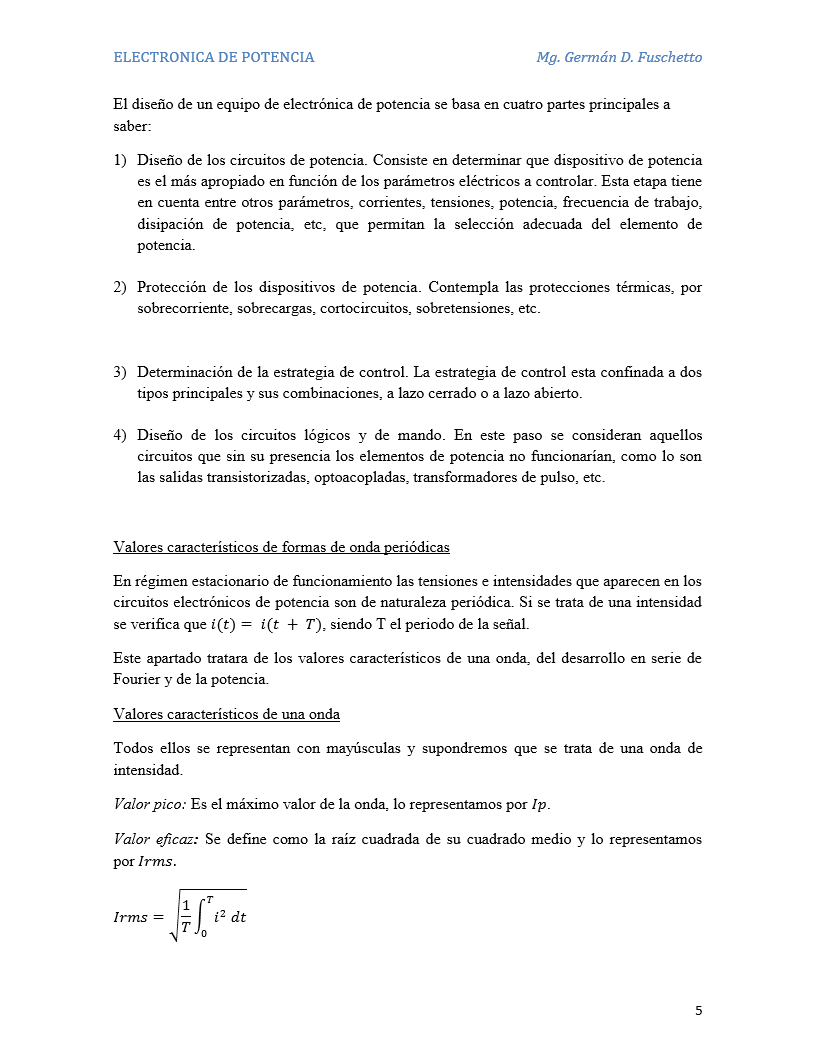 ELECTRONICA DE POTENCIA Mg. Germán D. Fuschetto
El diseño de un equipo de electrónica de potencia se basa en cuatro partes principales a
saber:
1) Diseño de los circuitos de potencia. Consiste en determinar que dispositivo de potencia
es el más apropiado en función de los parámetros eléctricos a controlar. Esta etapa tiene
en cuenta entre otros parámetros, corrientes, tensiones, potencia, frecuencia de trabajo,
disipación de potencia, etc, que permitan la selección adecuada del elemento de
potencia.
2) Protección de los dispositivos de potencia. Contempla las protecciones térmicas, por
sobrecorriente, sobrecargas, cortocircuitos, sobretensiones, etc.
3) Determinación de la estrategia de control. La estrategia de control esta confinada a dos
tipos principales y sus combinaciones, a lazo cerrado o a lazo abierto.
4) Diseño de los circuitos lógicos y de mando. En este paso se consideran aquellos
circuitos que sin su presencia los elementos de potencia no funcionarían, como lo son
las salidas transistorizadas, optoacopladas, transformadores de pulso, etc.
Valores característicos de formas de onda periódicas
En régimen estacionario de funcionamiento las tensiones e intensidades que aparecen en los
circuitos electrónicos de potencia son de naturaleza periódica. Si se trata de una intensidad
se verifica que i(t) = i(t + T), siendo T el periodo de la señal.
Este apartado tratara de los valores característicos de una onda, del desarrollo en serie de
Fourier y de la potencia.
Valores característicos de una onda
Todos ellos se representan con mayúsculas y supondremos que se trata de una onda de
intensidad.
Valor pico: Es el máximo valor de la onda, lo representamos por Ip.
Valor eficaz: Se define como la raíz cuadrada de su cuadrado medio y lo representamos
por Irms.
Irms = √(1/T ∫₀ᵀ i² dt)
5